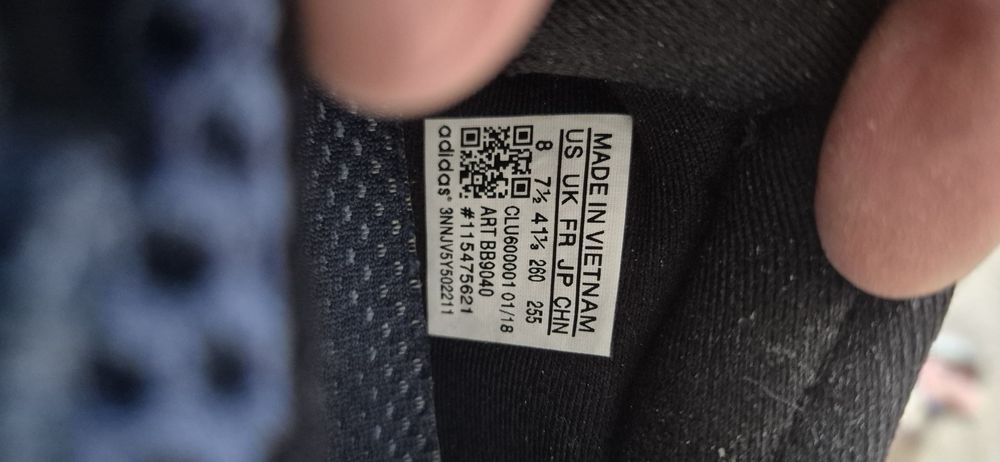 MADE IN VIETNAM
US UK FR JP CHN
8 7½ 41⅓ 260 255
CLU600001 01/18
ART BB9040
#115475621
adidas® 3NNJV5Y502211